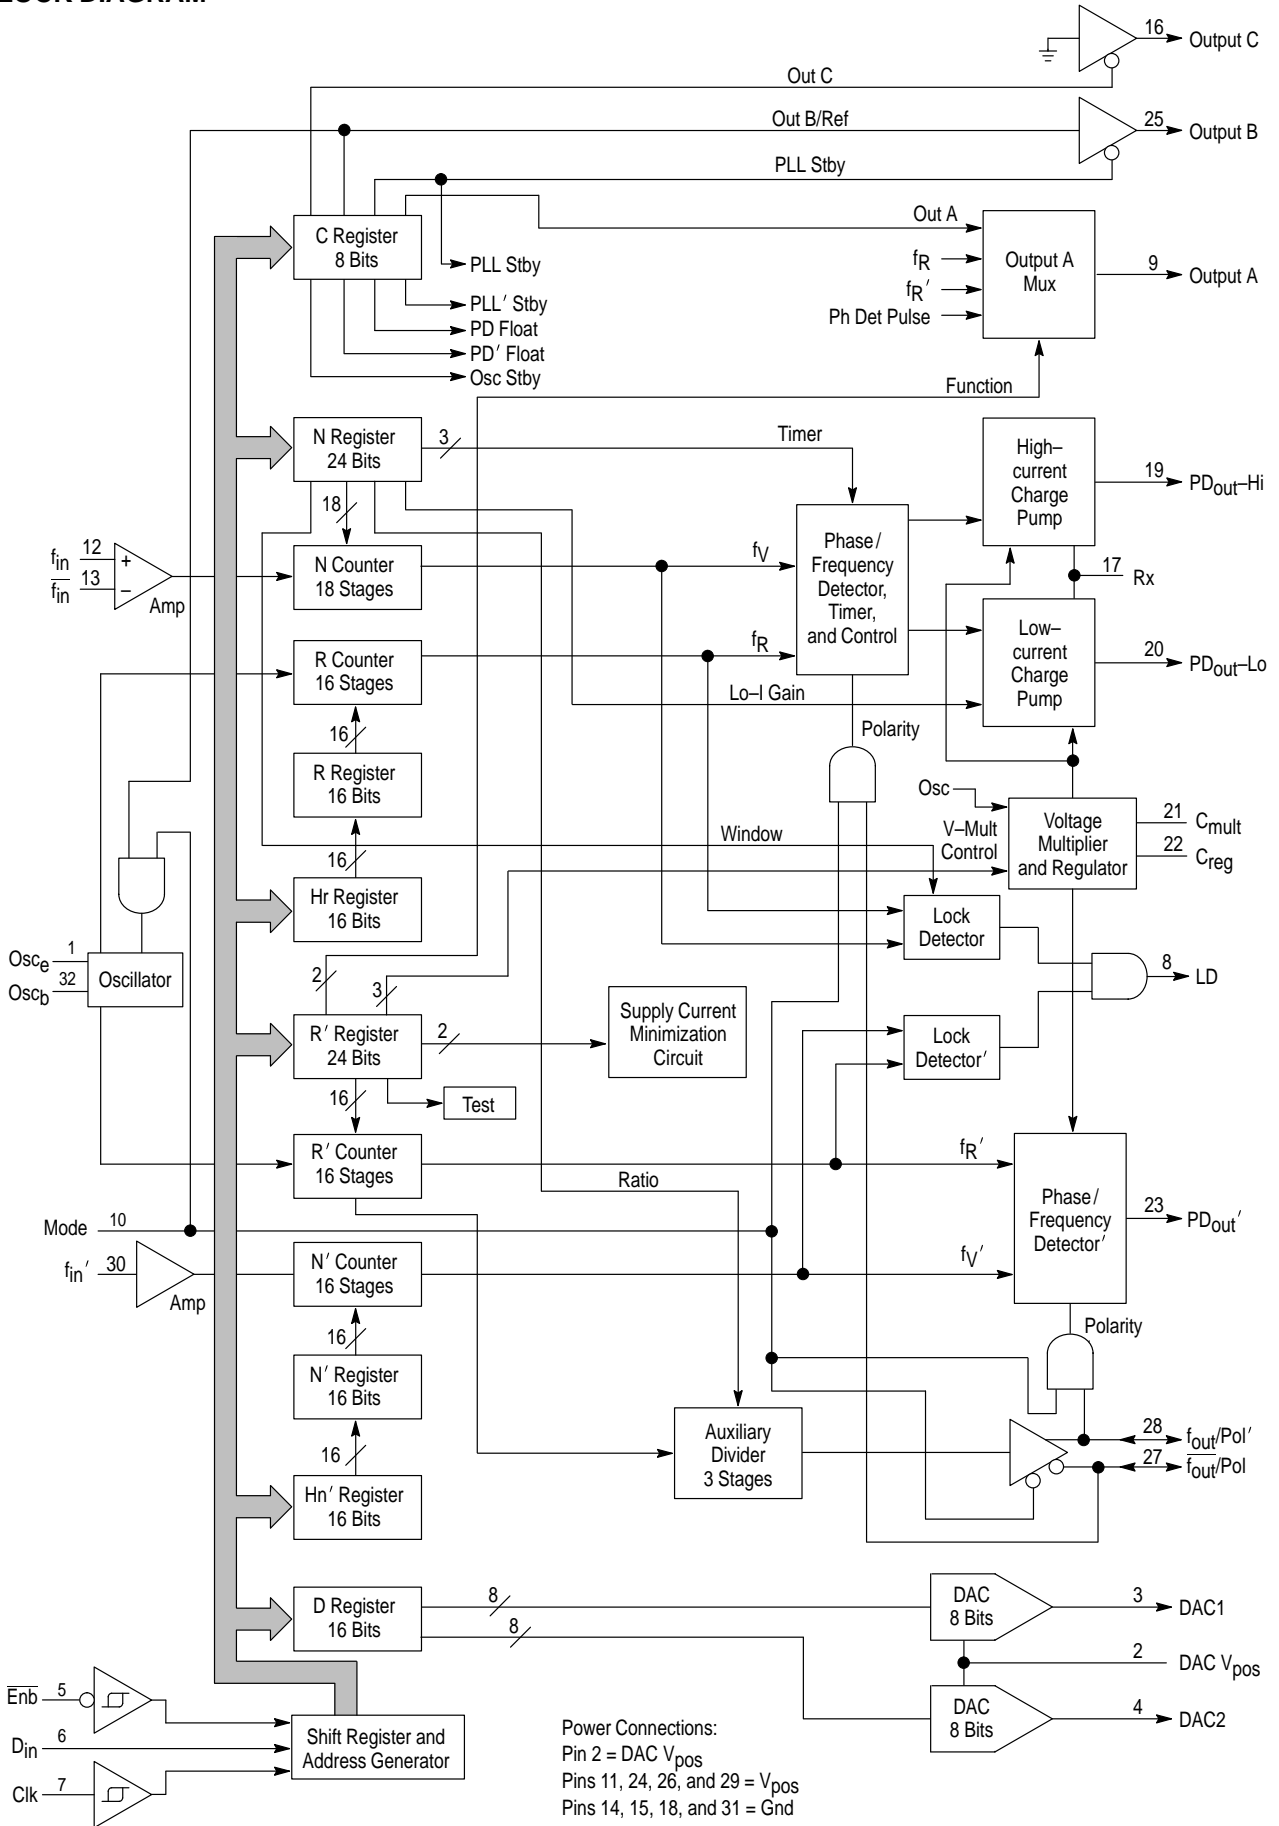 16
Output C
Out C
Out B/Ref
25
Output B
PLL Stby
C Register
8 Bits
Out A
fR
fR′
Ph Det Pulse
Output A
Mux
9
Output A
PLL Stby
PLL′ Stby
PD Float
PD′ Float
Osc Stby
Function
N Register
24 Bits
3
Timer
High–
current
Charge
Pump
19
PDout–Hi
18
fin 12
fin 13
+
–
Amp
N Counter
18 Stages
fV
Phase/
Frequency
Detector,
Timer,
and Control
17
Rx
R Counter
16 Stages
fR
Low–
current
Charge
Pump
20
PDout–Lo
Lo–I Gain
16
Polarity
R Register
16 Bits
Osc
V–Mult
Control
Voltage
Multiplier
and Regulator
21
Cmult
22
Creg
Window
16
Hr Register
16 Bits
Lock
Detector
Osce 1
Oscb 32
Oscillator
8
LD
2
3
R′ Register
24 Bits
2
Supply Current
Minimization
Circuit
Lock
Detector′
16
Test
R′ Counter
16 Stages
fR′
Ratio
Phase/
Frequency
Detector′
23
PDout′
Mode 10
fin′ 30
Amp
N′ Counter
16 Stages
fV′
16
Polarity
N′ Register
16 Bits
16
Auxiliary
Divider
3 Stages
28
fout/Pol′
27
fout/Pol
Hn′ Register
16 Bits
D Register
16 Bits
8
8
DAC
8 Bits
3
DAC1
2
DAC Vpos
DAC
8 Bits
4
DAC2
Enb 5
Din 6
Clk 7
Shift Register and
Address Generator
Power Connections:
Pin 2 = DAC Vpos
Pins 11, 24, 26, and 29 = Vpos
Pins 14, 15, 18, and 31 = Gnd